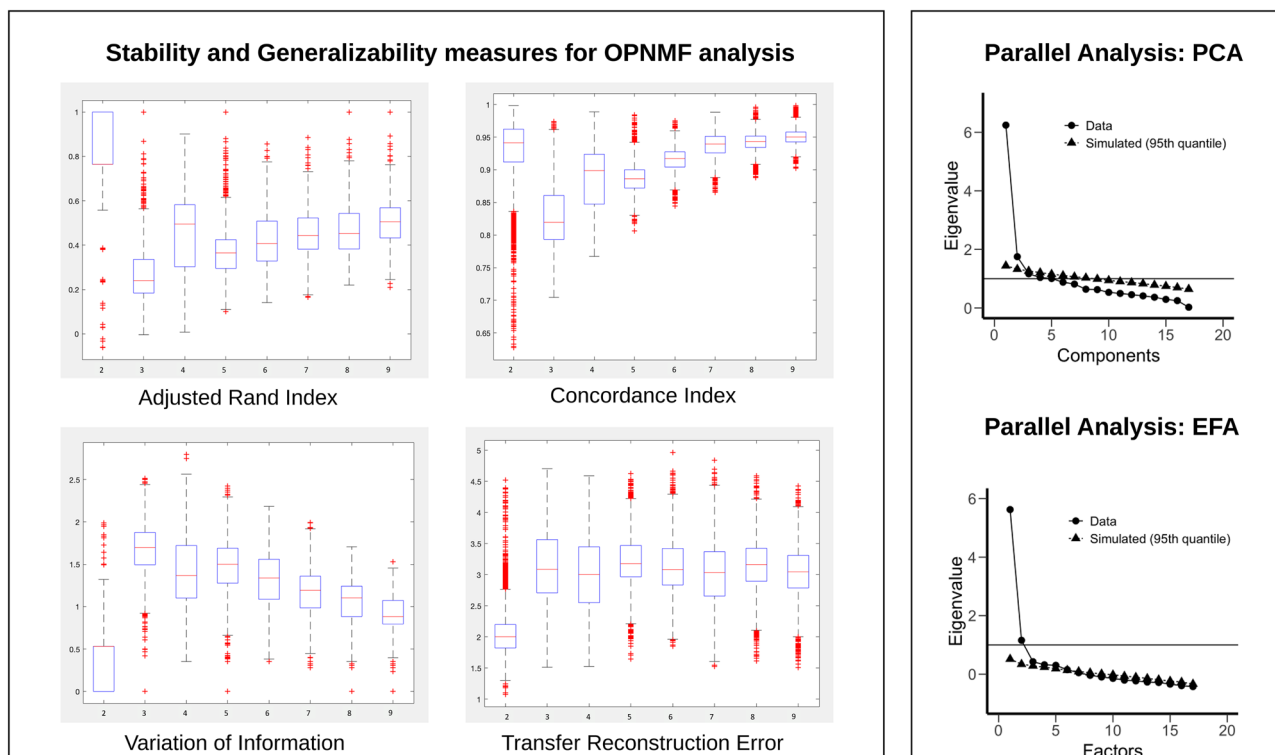 Stability and Generalizability measures for OPNMF analysis
1
0.8
0.6
0.4
0.2
0
2 3 4 5 6 7 8 9
Adjusted Rand Index
1
0.95
0.9
0.85
0.8
0.75
0.7
0.65
2 3 4 5 6 7 8 9
Concordance Index
2.5
2
1.5
1
0.5
0
2 3 4 5 6 7 8 9
Variation of Information
5
4.5
4
3.5
3
2.5
2
1.5
1
2 3 4 5 6 7 8 9
Transfer Reconstruction Error
Parallel Analysis: PCA
Data
Simulated (95th quantile)
Eigenvalue
6
4
2
0
0 5 10 15 20
Components
Parallel Analysis: EFA
Data
Simulated (95th quantile)
Eigenvalue
6
4
2
0
0 5 10 15 20
Factors